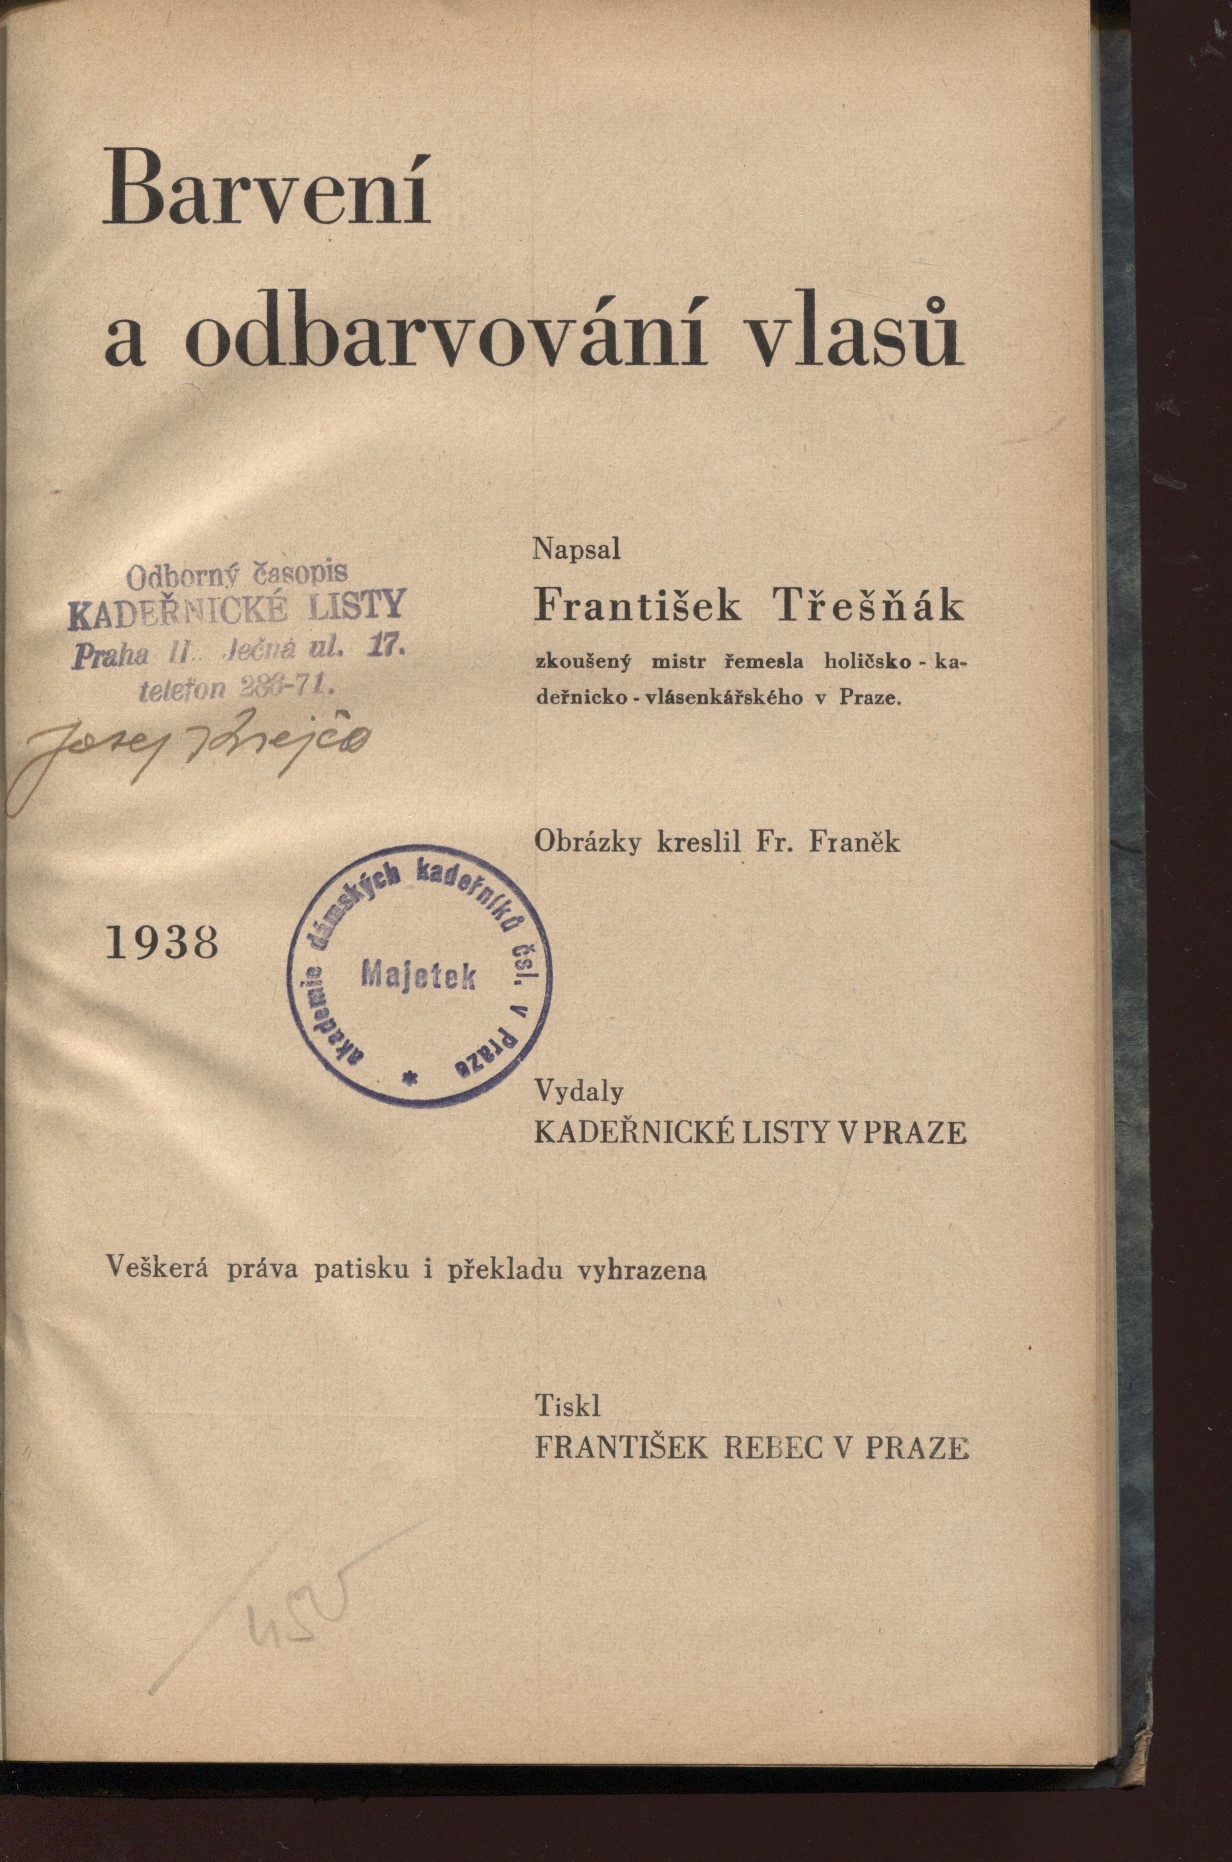 Barvení
a odbarvování vlasů
Napsal
František Třešňák
zkoušený mistr řemesla holičsko - ka-
deřnicko - vlásenkářského v Praze.
Odborný časopis
KADEŘNICKÉ LISTY
Praha II. Ječná ul. 17.
telefon 286-71.
Josef Krejčo
Obrázky kreslil Fr. Franěk
1938
akademie dámských kadeřníků čsl. v Praze *
Majetek
Vydaly
KADEŘNICKÉ LISTY V PRAZE
Veškerá práva patisku i překladu vyhrazena
Tiskl
FRANTIŠEK REBEC V PRAZE